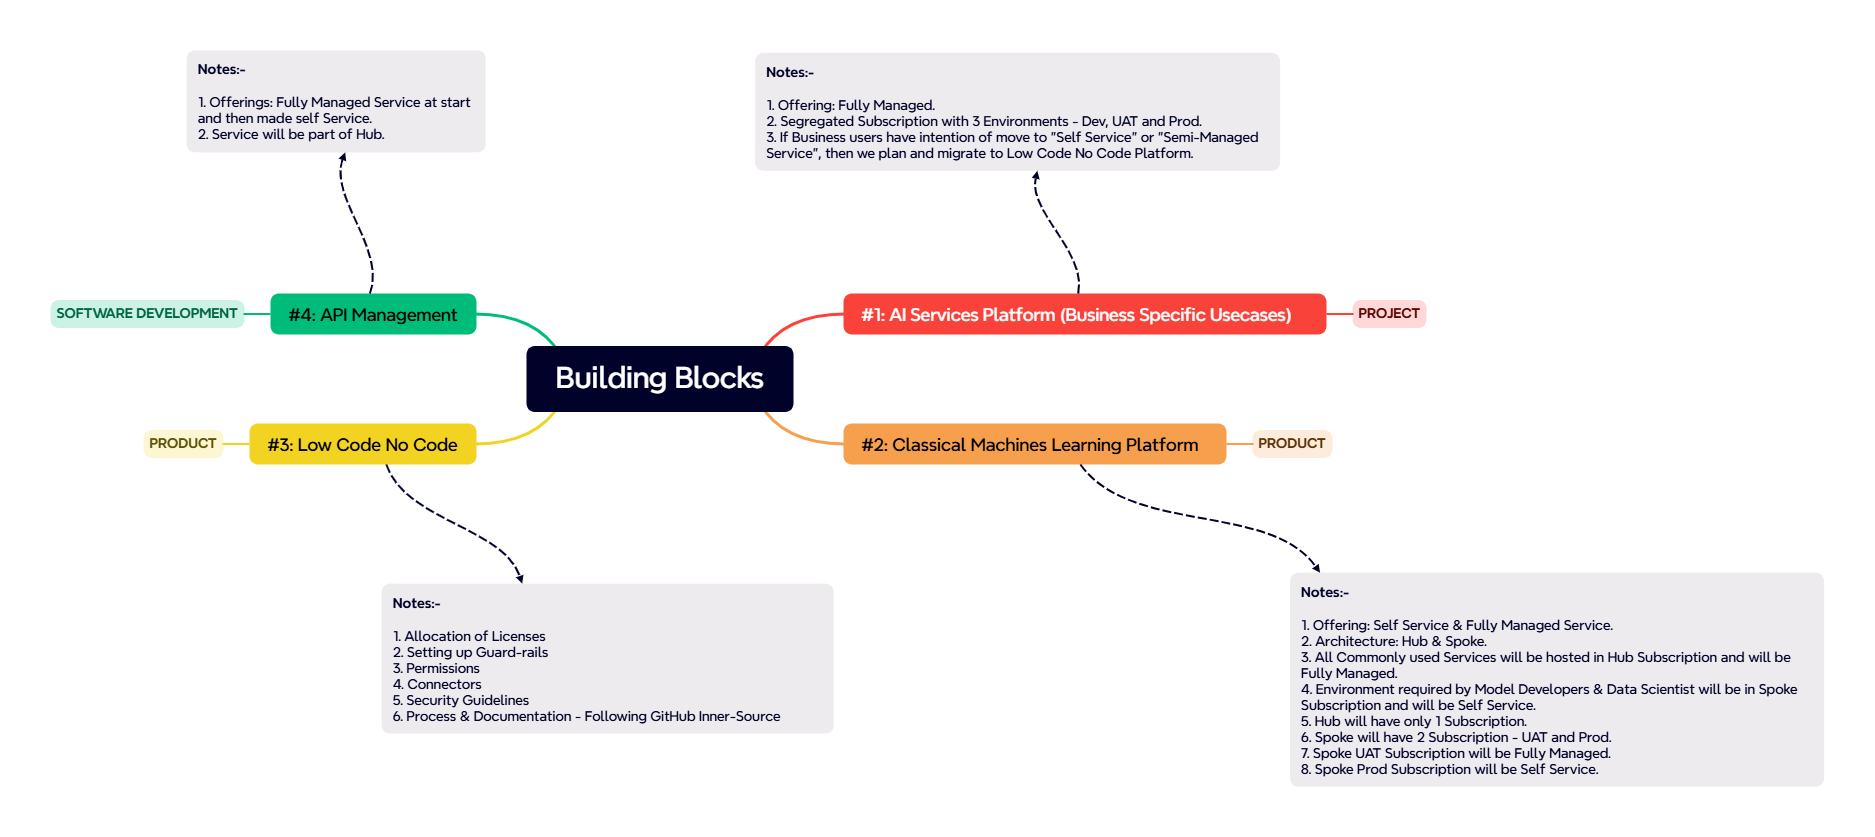 Notes:-
1. Offerings: Fully Managed Service at start
and then made self Service.
2. Service will be part of Hub.
Notes:-
1. Offering: Fully Managed.
2. Segregated Subscription with 3 Environments - Dev, UAT and Prod.
3. If Business users have intention of move to "Self Service" or "Semi-Managed
Service", then we plan and migrate to Low Code No Code Platform.
SOFTWARE DEVELOPMENT
#4: API Management
#1: AI Services Platform (Business Specific Usecases)
PROJECT
Building Blocks
PRODUCT
#3: Low Code No Code
#2: Classical Machines Learning Platform
PRODUCT
Notes:-
1. Allocation of Licenses
2. Setting up Guard-rails
3. Permissions
4. Connectors
5. Security Guidelines
6. Process & Documentation - Following GitHub Inner-Source
Notes:-
1. Offering: Self Service & Fully Managed Service.
2. Architecture: Hub & Spoke.
3. All Commonly used Services will be hosted in Hub Subscription and will be
Fully Managed.
4. Environment required by Model Developers & Data Scientist will be in Spoke
Subscription and will be Self Service.
5. Hub will have only 1 Subscription.
6. Spoke will have 2 Subscription - UAT and Prod.
7. Spoke UAT Subscription will be Fully Managed.
8. Spoke Prod Subscription will be Self Service.